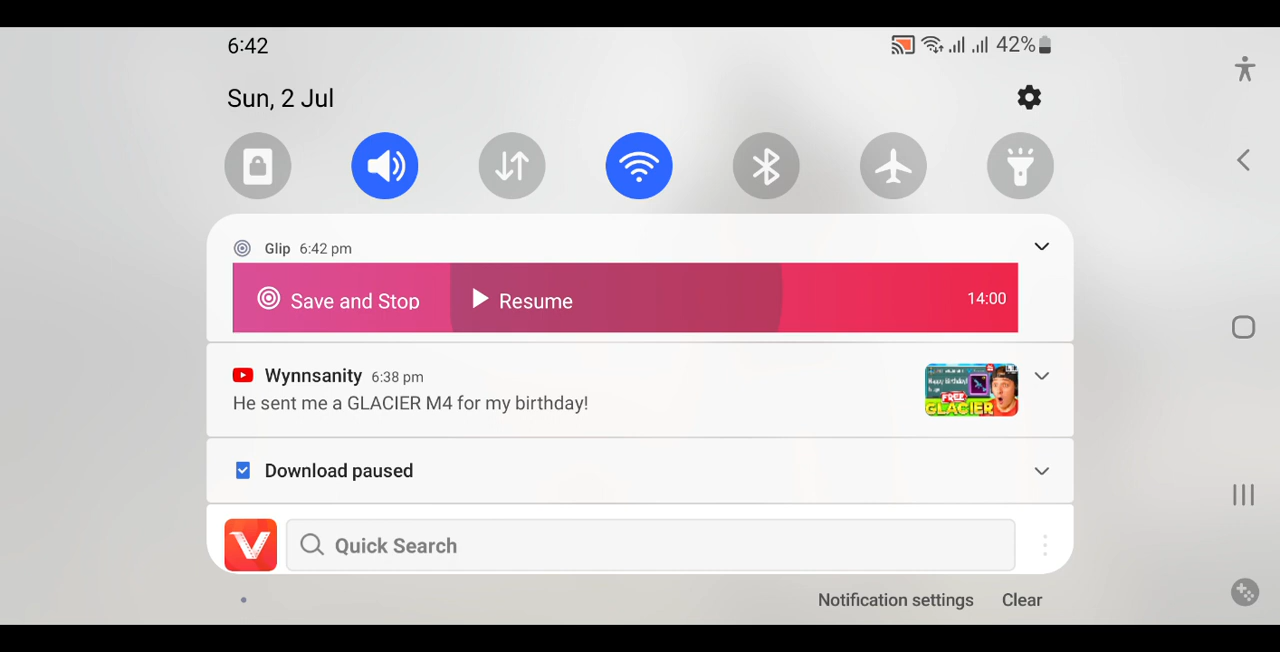 6:42
42%
Sun, 2 Jul
Glip 6:42 pm
Save and Stop
Resume
14:00
Wynnsanity 6:38 pm
He sent me a GLACIER M4 for my birthday!
FREE
GLACIER
Download paused
Quick Search
Notification settings
Clear